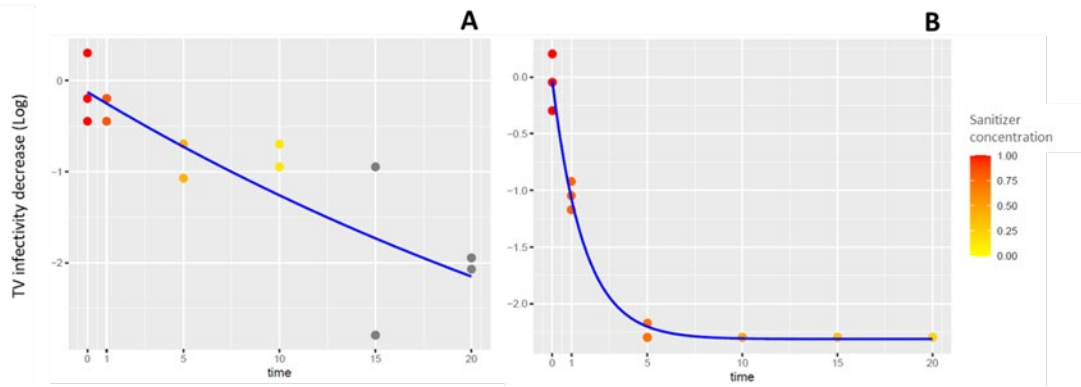 A
B
TV infectivity decrease (Log)
0
−1
−2
0 1 5 10 15 20
time
0.0
−0.5
−1.0
−1.5
−2.0
0 1 5 10 15 20
time
Sanitizer
concentration
1.00
0.75
0.50
0.25
0.00